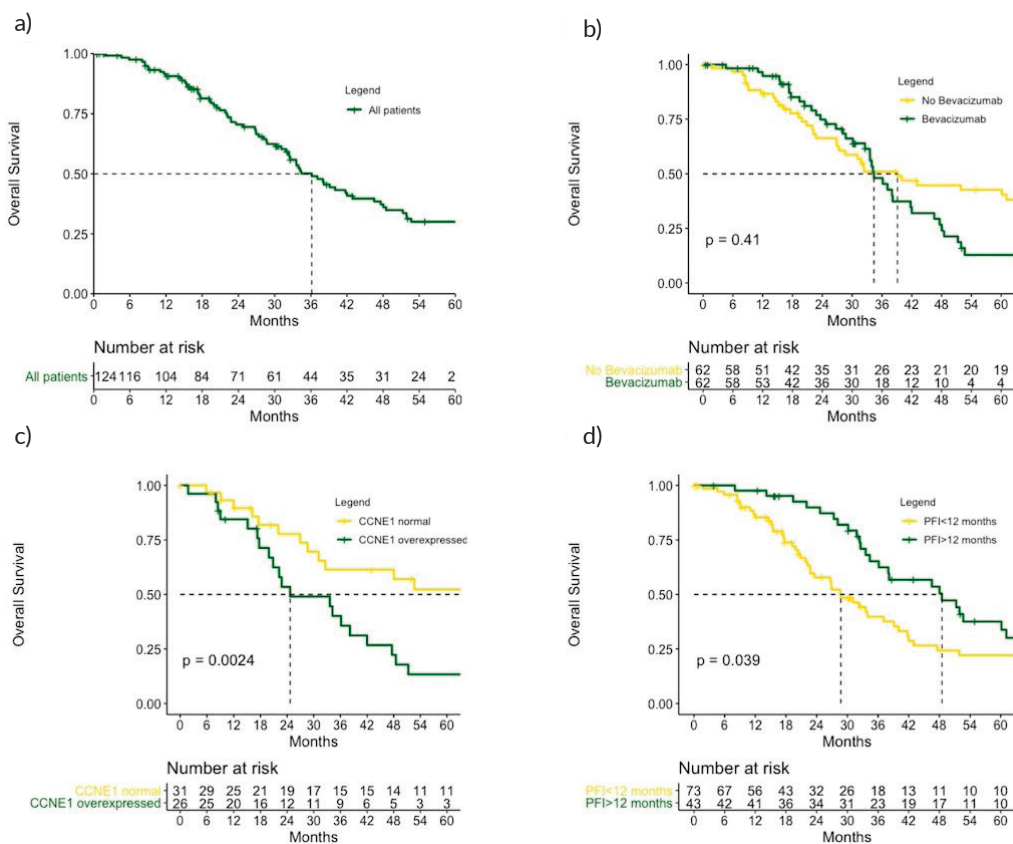 a)
1.00
0.75
0.50
0.25
0.00
Overall Survival
Legend
All patients
0 6 12 18 24 30 36 42 48 54 60
Months
Number at risk
All patients 124 116 104 84 71 61 44 35 31 24 2
0 6 12 18 24 30 36 42 48 54 60
Months
b)
1.00
0.75
0.50
0.25
0.00
Overall Survival
Legend
No Bevacizumab
Bevacizumab
p = 0.41
0 6 12 18 24 30 36 42 48 54 60
Months
Number at risk
No Bevacizumab 62 58 51 42 35 31 26 23 21 20 19
Bevacizumab 62 58 53 42 36 30 18 12 10 4 4
0 6 12 18 24 30 36 42 48 54 60
Months
c)
1.00
0.75
0.50
0.25
0.00
Overall Survival
Legend
CCNE1 normal
CCNE1 overexpressed
p = 0.0024
0 6 12 18 24 30 36 42 48 54 60
Months
Number at risk
CCNE1 normal 31 29 25 21 19 17 15 15 14 11 11
CCNE1 overexpressed 26 25 20 16 12 11 9 6 5 3 3
0 6 12 18 24 30 36 42 48 54 60
Months
d)
1.00
0.75
0.50
0.25
0.00
Overall Survival
Legend
PFI<12 months
PFI>12 months
p = 0.039
0 6 12 18 24 30 36 42 48 54 60
Months
Number at risk
PFI<12 months 73 67 56 43 32 26 18 13 11 10 10
PFI>12 months 43 42 41 36 34 31 23 19 17 11 10
0 6 12 18 24 30 36 42 48 54 60
Months